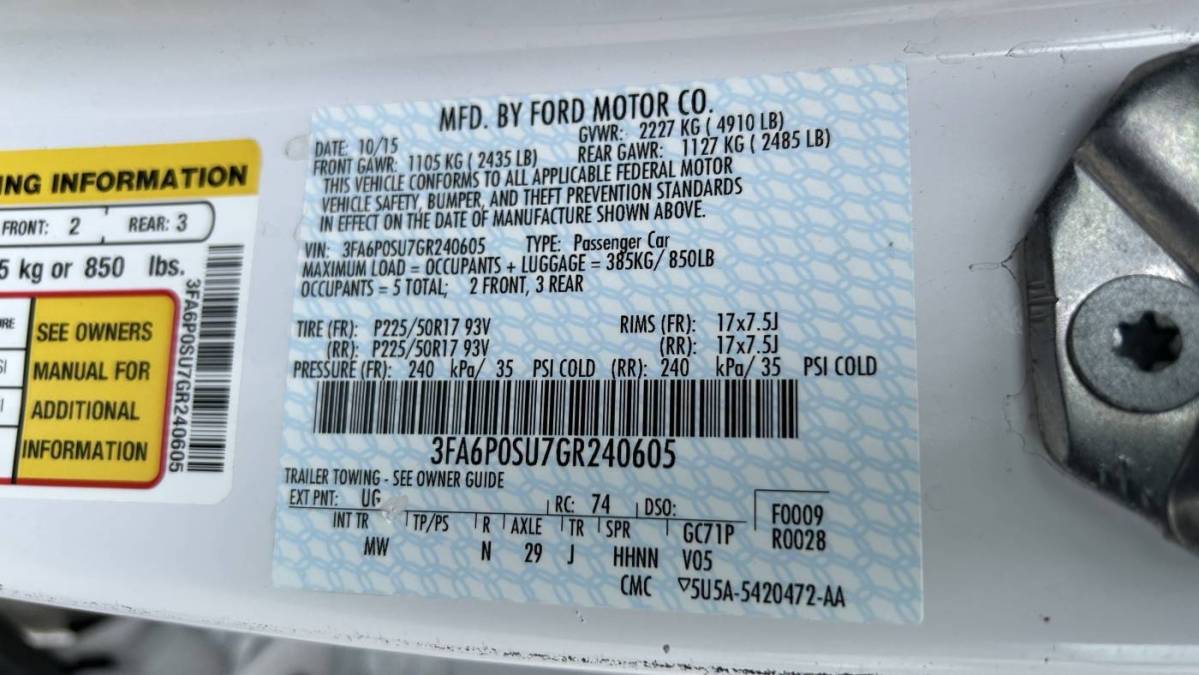 ING INFORMATION
FRONT: 2 REAR: 3
5 kg or 850 lbs.
SEE OWNERS
MANUAL FOR
ADDITIONAL
INFORMATION
3FA6P0SU7GR240605
MFD. BY FORD MOTOR CO.
DATE: 10/15 GVWR: 2227 KG ( 4910 LB)
FRONT GAWR: 1105 KG ( 2435 LB) REAR GAWR: 1127 KG ( 2485 LB)
THIS VEHICLE CONFORMS TO ALL APPLICABLE FEDERAL MOTOR
VEHICLE SAFETY, BUMPER, AND THEFT PREVENTION STANDARDS
IN EFFECT ON THE DATE OF MANUFACTURE SHOWN ABOVE.
VIN: 3FA6P0SU7GR240605 TYPE: Passenger Car
MAXIMUM LOAD = OCCUPANTS + LUGGAGE = 385KG/ 850LB
OCCUPANTS = 5 TOTAL; 2 FRONT, 3 REAR
TIRE (FR): P225/50R17 93V RIMS (FR): 17x7.5J
(RR): P225/50R17 93V (RR): 17x7.5J
PRESSURE (FR): 240 kPa/ 35 PSI COLD (RR): 240 kPa/ 35 PSI COLD
3FA6P0SU7GR240605
TRAILER TOWING - SEE OWNER GUIDE
EXT PNT: UG RC: 74 DSO: F0009
INT TR TP/PS R AXLE TR SPR GC71P R0028
MW N 29 J HHNN V05
CMC ▽5U5A-5420472-AA